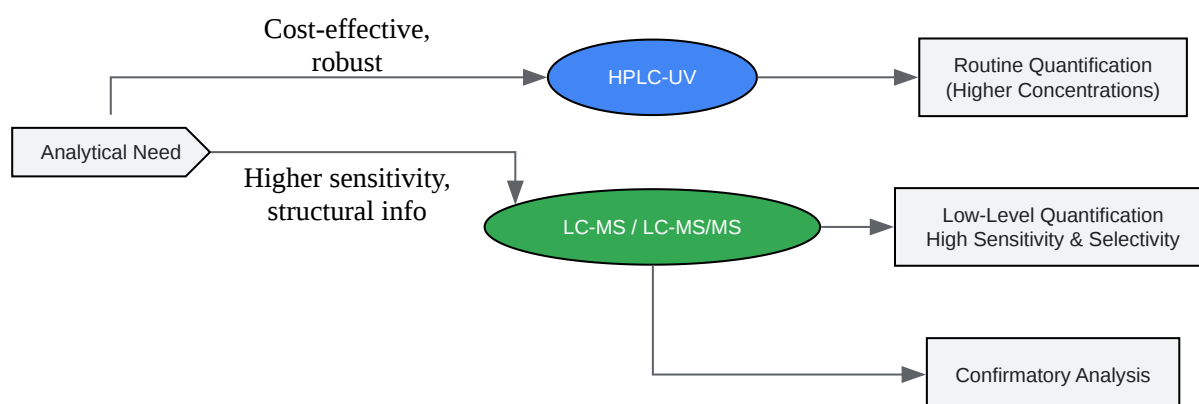 Cost-effective,
robust
HPLC-UV
Routine Quantification
(Higher Concentrations)
Analytical Need
Higher sensitivity,
structural info
LC-MS / LC-MS/MS
Low-Level Quantification
High Sensitivity & Selectivity
Confirmatory Analysis